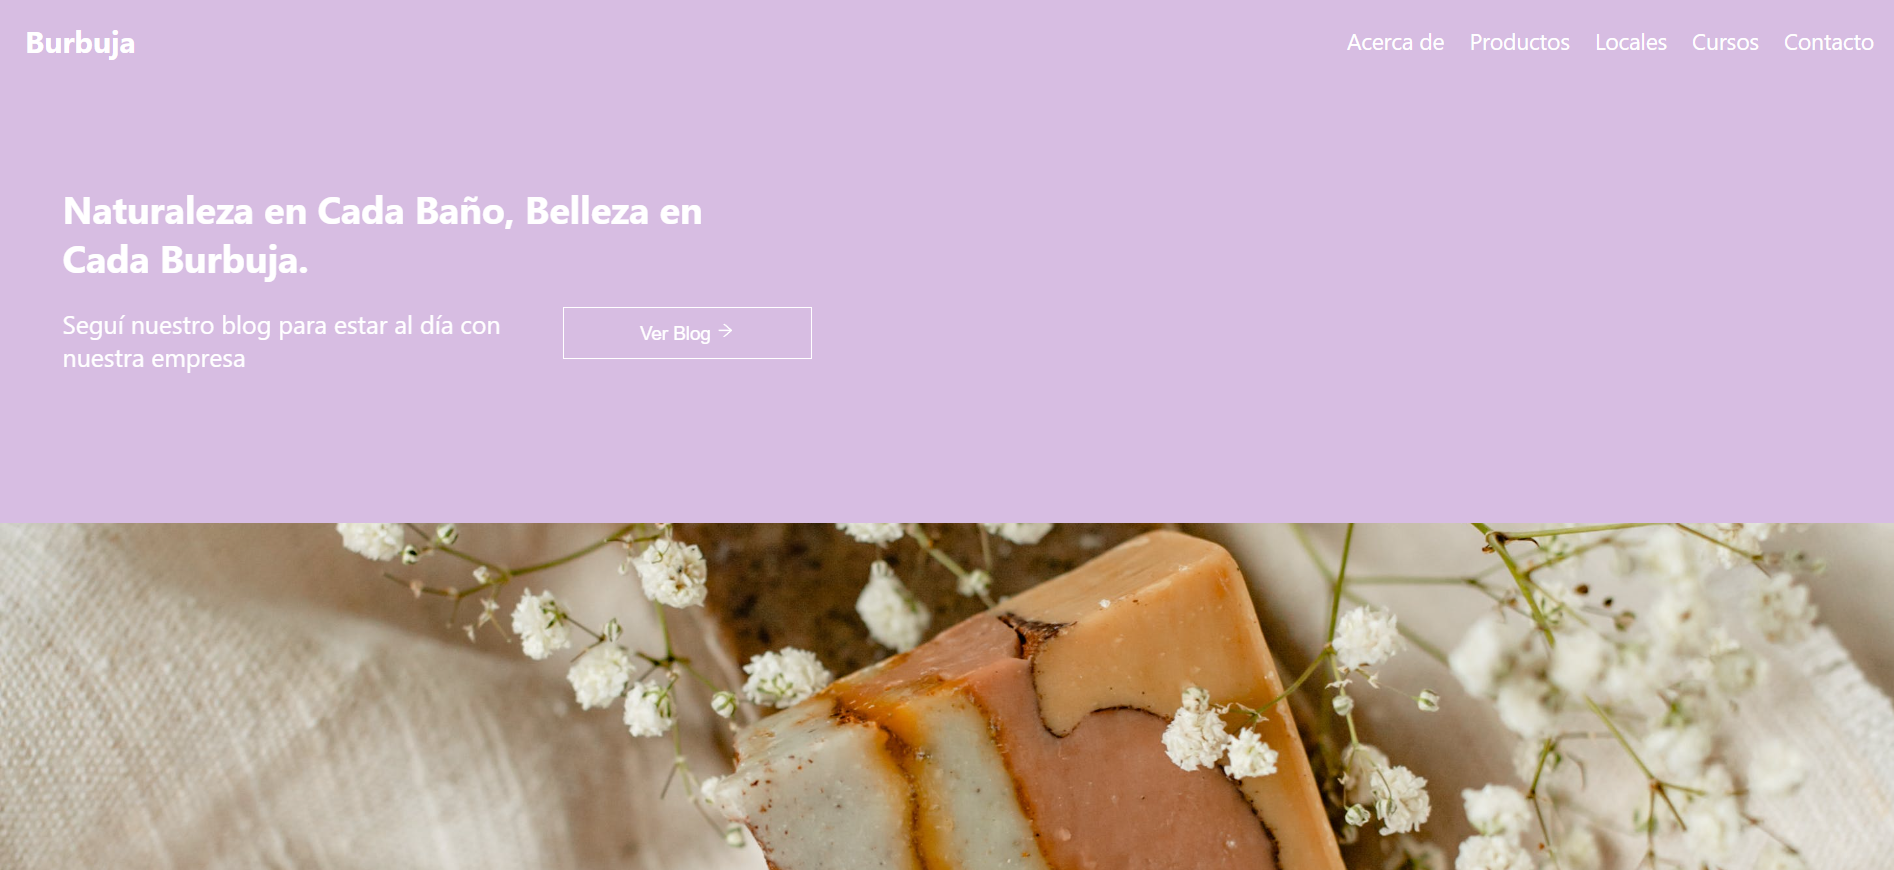 Burbuja
Acerca de Productos Locales Cursos Contacto
Naturaleza en Cada Baño, Belleza en
Cada Burbuja.
Seguí nuestro blog para estar al día con
nuestra empresa
Ver Blog →